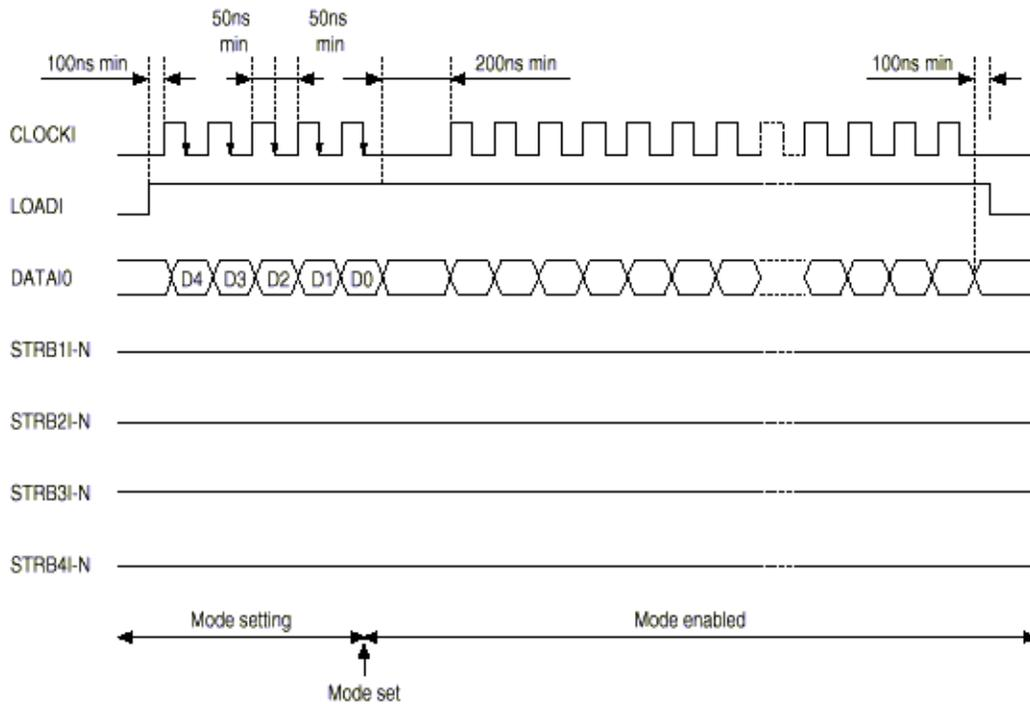 50ns min
50ns min
100ns min
200ns min
100ns min
CLOCKI
LOADI
DATAI0
D4 D3 D2 D1 D0
STRB1I-N
STRB2I-N
STRB3I-N
STRB4I-N
Mode setting
Mode enabled
Mode set